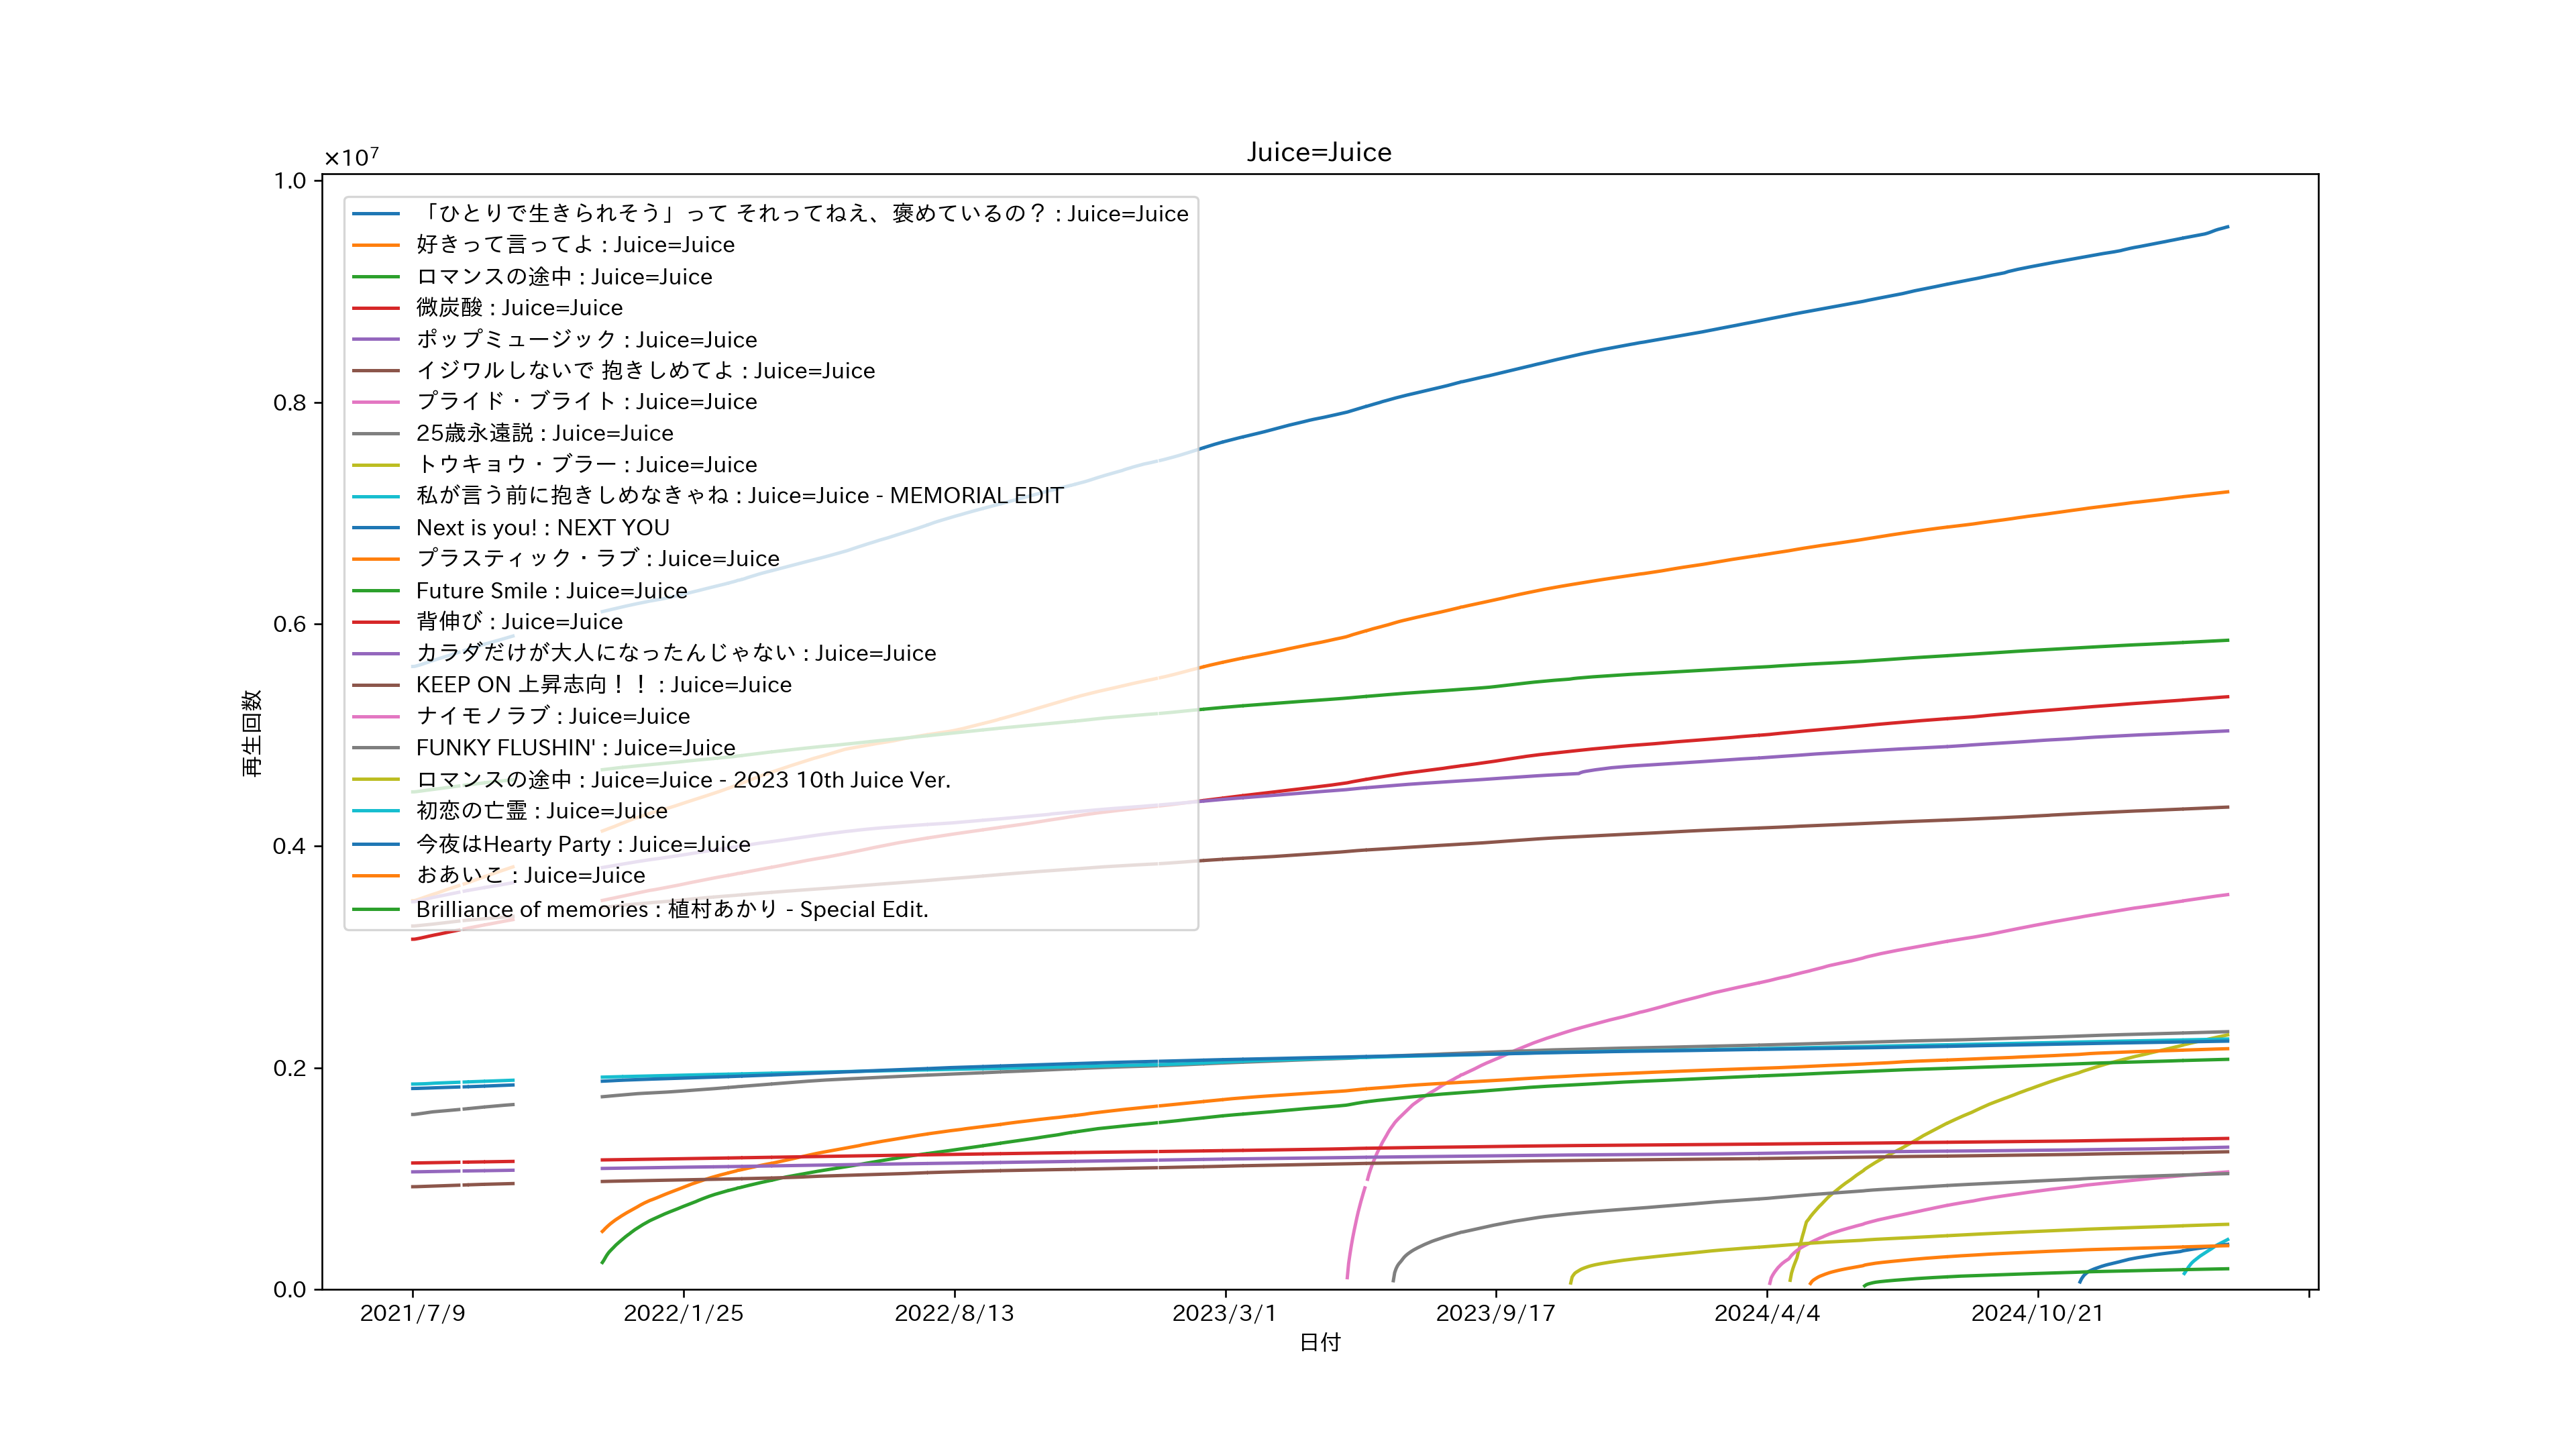 Juice=Juice
×10⁷
1.0
0.8
0.6
0.4
0.2
0.0
再生回数
「ひとりで生きられそう」って それってねえ、褒めているの？ : Juice=Juice
好きって言ってよ : Juice=Juice
ロマンスの途中 : Juice=Juice
微炭酸 : Juice=Juice
ポップミュージック : Juice=Juice
イジワルしないで 抱きしめてよ : Juice=Juice
プライド・ブライト : Juice=Juice
25歳永遠説 : Juice=Juice
トウキョウ・ブラー : Juice=Juice
私が言う前に抱きしめなきゃね : Juice=Juice - MEMORIAL EDIT
Next is you! : NEXT YOU
プラスティック・ラブ : Juice=Juice
Future Smile : Juice=Juice
背伸び : Juice=Juice
カラダだけが大人になったんじゃない : Juice=Juice
KEEP ON 上昇志向！！ : Juice=Juice
ナイモノラブ : Juice=Juice
FUNKY FLUSHIN' : Juice=Juice
ロマンスの途中 : Juice=Juice - 2023 10th Juice Ver.
初恋の亡霊 : Juice=Juice
今夜はHearty Party : Juice=Juice
おあいこ : Juice=Juice
Brilliance of memories : 植村あかり - Special Edit.
2021/7/9 2022/1/25 2022/8/13 2023/3/1 2023/9/17 2024/4/4 2024/10/21
日付